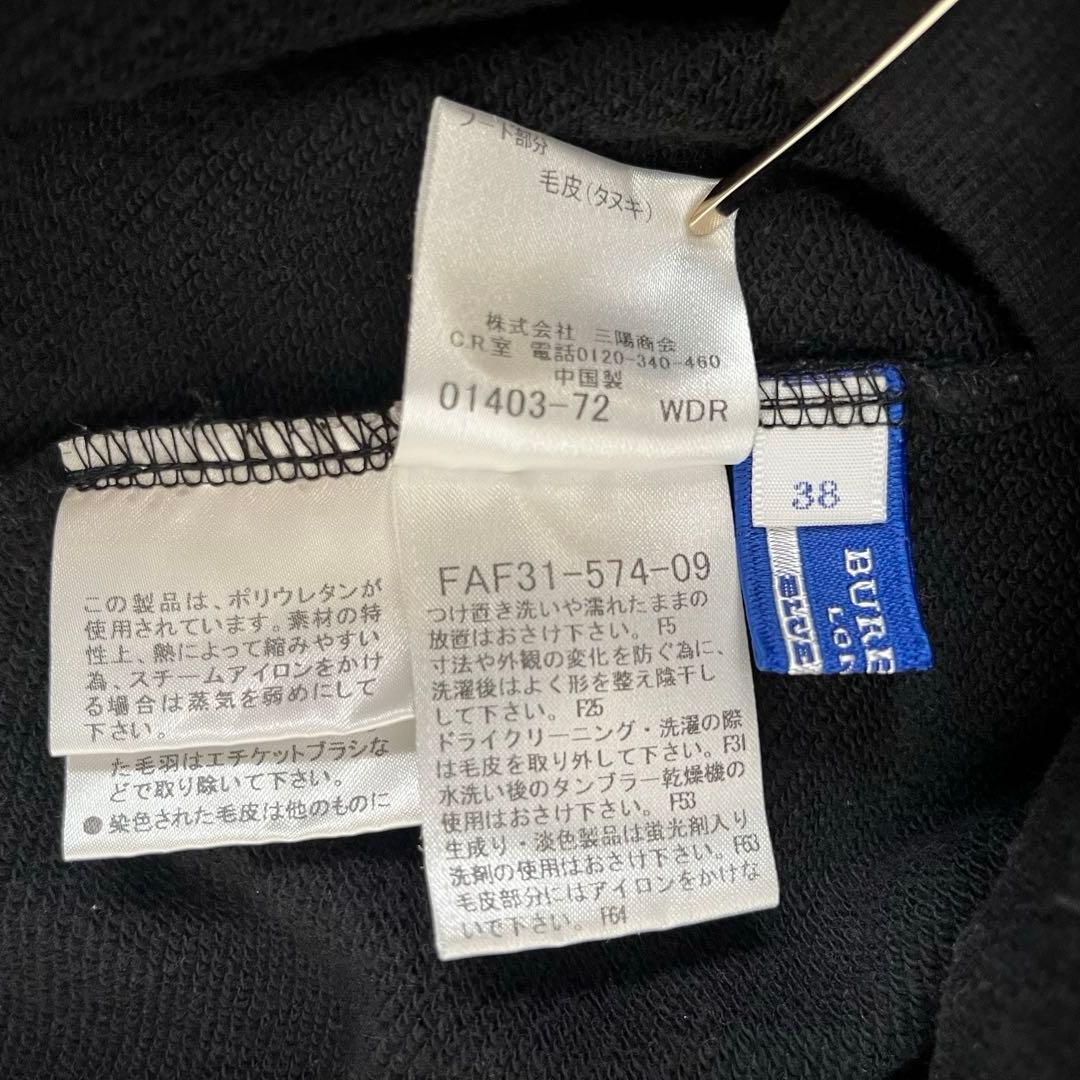 フード部分
毛皮(タヌキ)
株式会社 三陽商会
C.R室 電話0120-340-460
中国製
01403-72 WDR
FAF31-574-09
つけ置き洗いや濡れたままの
放置はおさけ下さい。F5
寸法や外観の変化を防ぐ為に、
洗濯後はよく形を整え陰干し
して下さい。F25
ドライクリーニング・洗濯の際
は毛皮を取り外して下さい。F31
水洗い後のタンブラー乾燥機の
使用はおさけ下さい。F53
生成り・淡色製品は蛍光剤入り
洗剤の使用はおさけ下さい。F63
毛皮部分にはアイロンをかけな
いで下さい。F64
この製品は、ポリウレタンが
使用されています。素材の特
性上、熱によって縮みやすい
為、スチームアイロンをかけ
る場合は蒸気を弱めにして
下さい。
た毛羽はエチケットブラシな
どで取り除いて下さい。
●染色された毛皮は他のものに
38
BURB
LON
BLUE